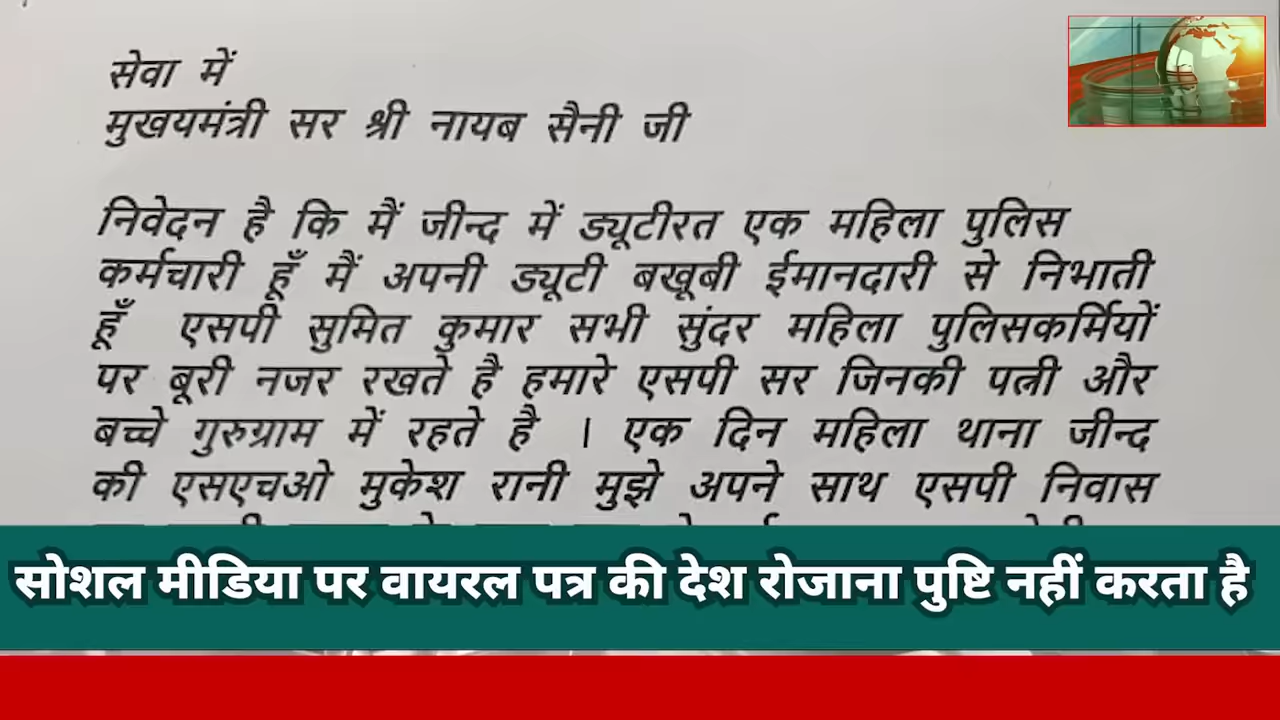 सेवा में
मुखयमंत्री सर श्री नायब सैनी जी
निवेदन है कि मैं जीन्द में ड्यूटीरत एक महिला पुलिस
कर्मचारी हूँ मैं अपनी ड्यूटी बखूबी ईमानदारी से निभाती
हूँ एसपी सुमित कुमार सभी सुंदर महिला पुलिसकर्मियों
पर बूरी नजर रखते है हमारे एसपी सर जिनकी पत्नी और
बच्चे गुरुग्राम में रहते है । एक दिन महिला थाना जीन्द
की एसएचओ मुकेश रानी मुझे अपने साथ एसपी निवास
सोशल मीडिया पर वायरल पत्र की देश रोजाना पुष्टि नहीं करता है